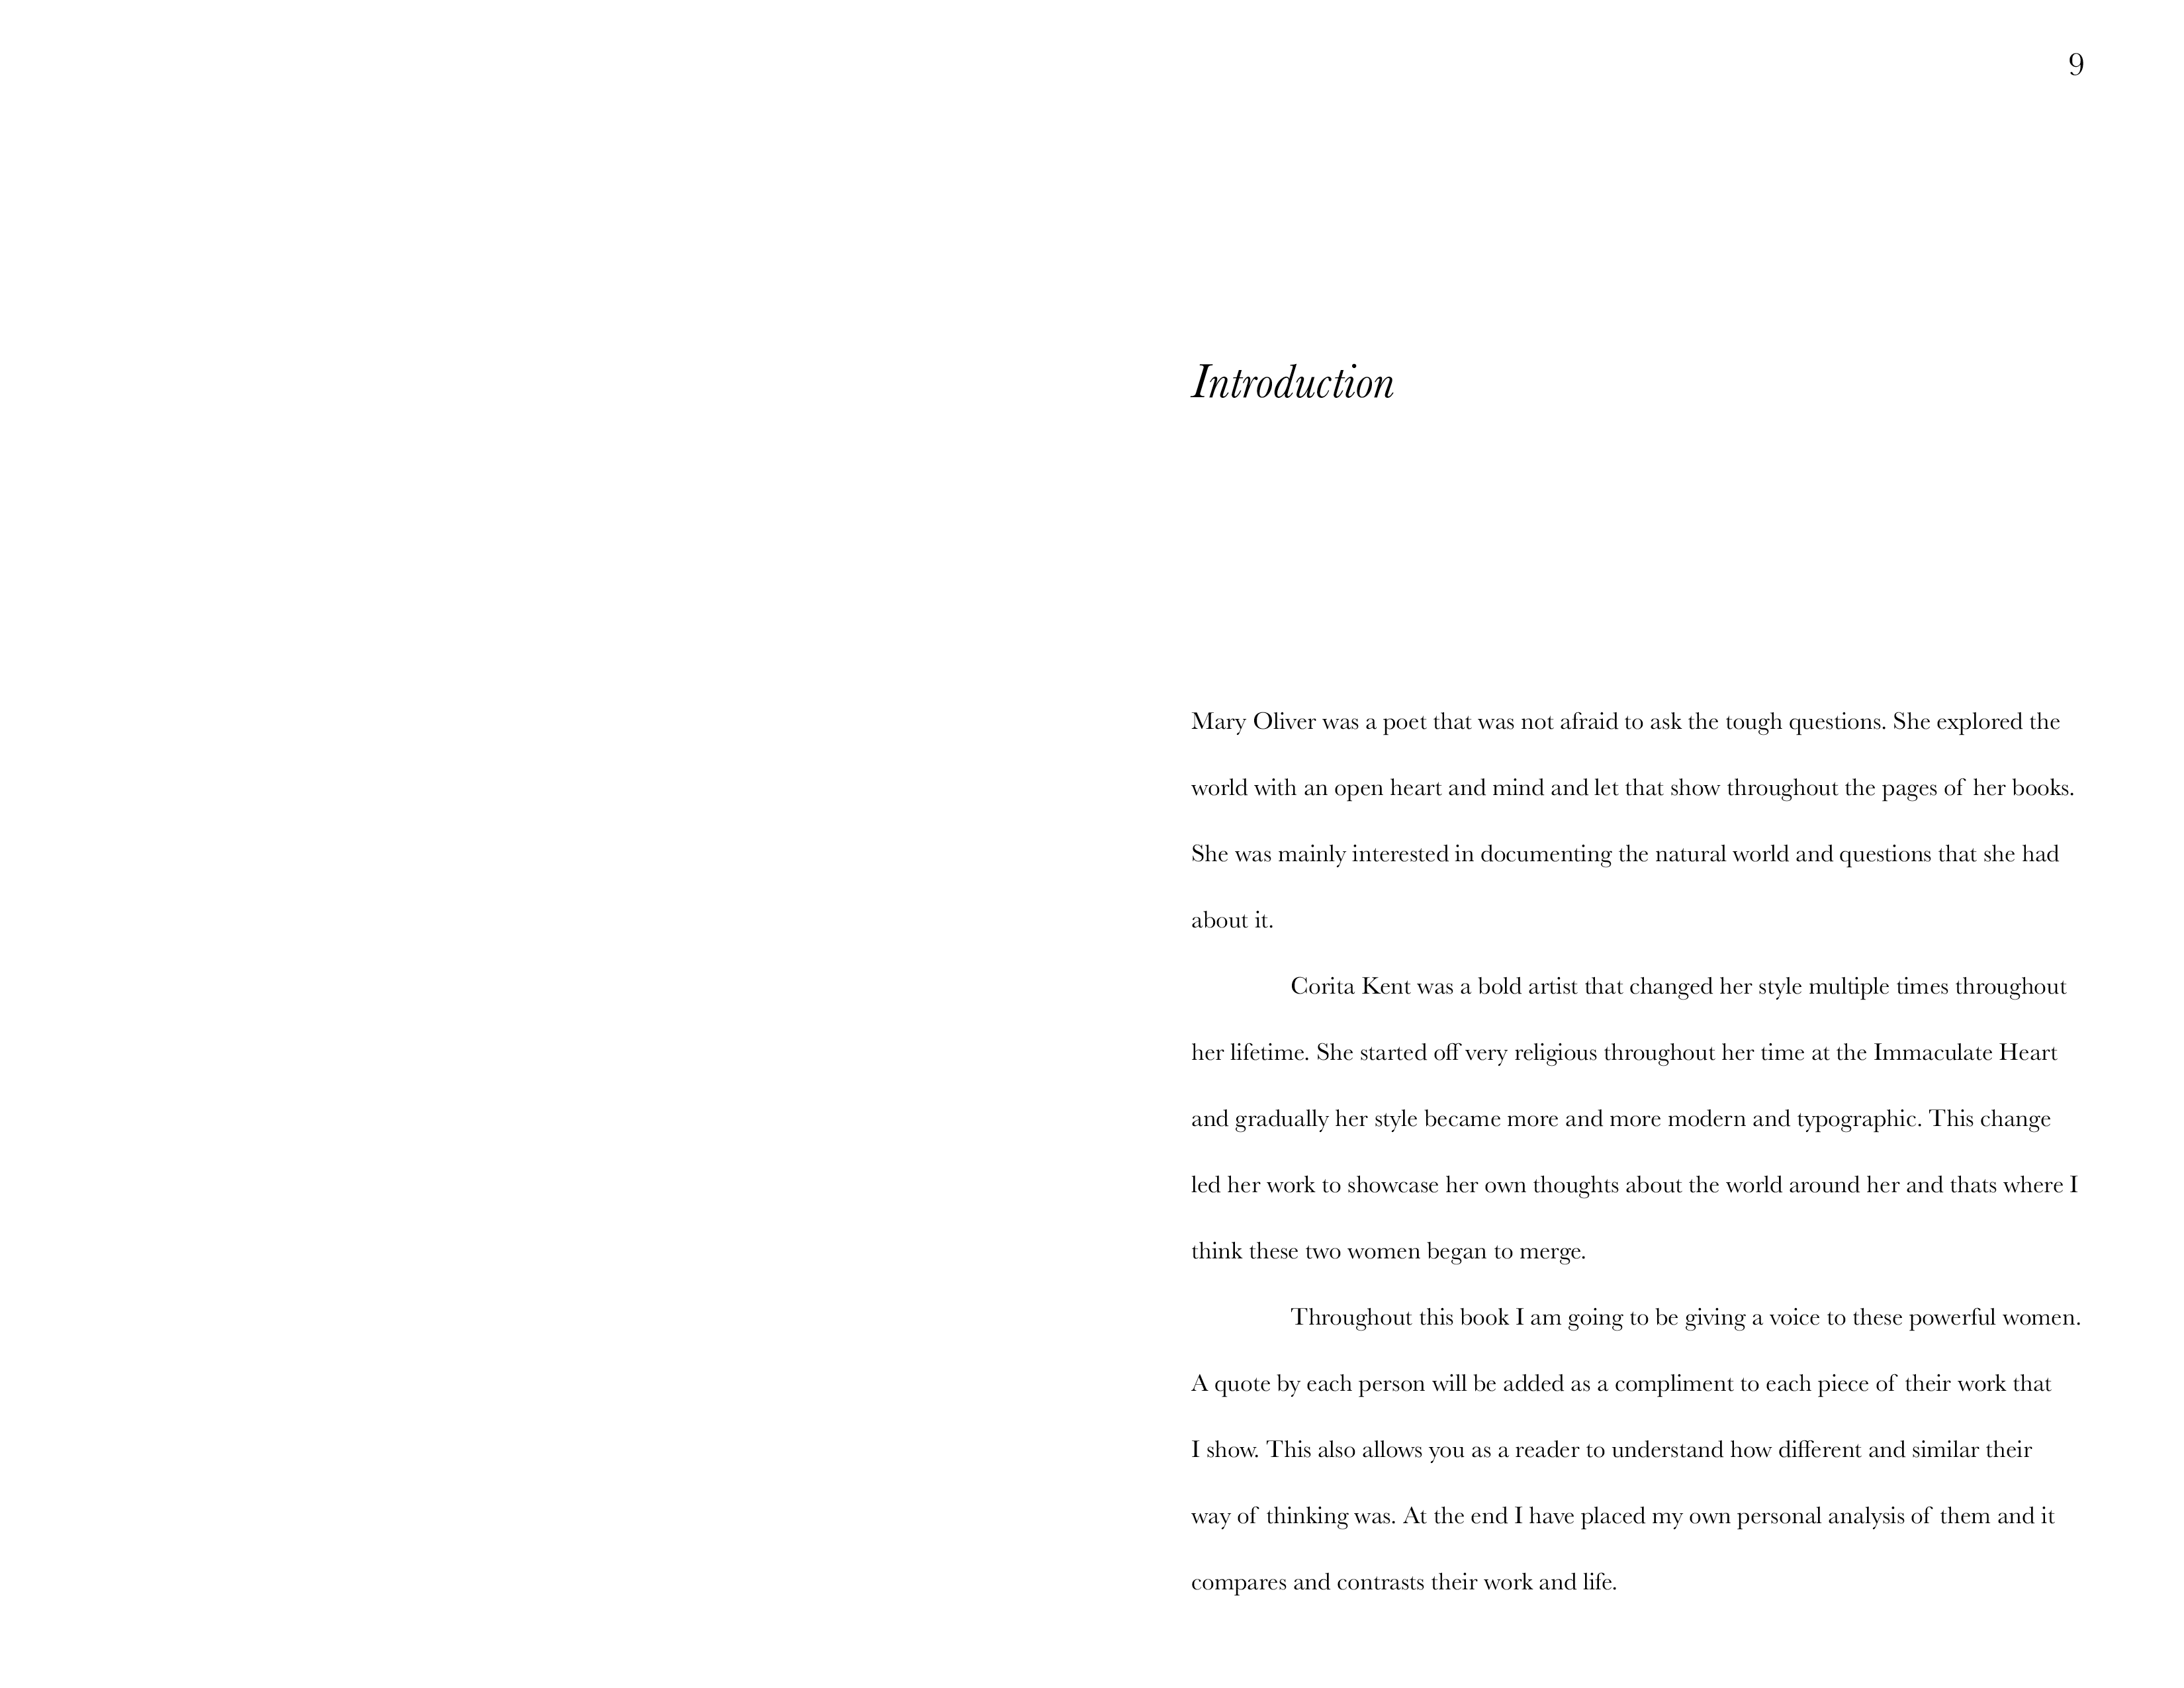 9
Introduction
Mary Oliver was a poet that was not afraid to ask the tough questions. She explored the
world with an open heart and mind and let that show throughout the pages of her books.
She was mainly interested in documenting the natural world and questions that she had
about it.
Corita Kent was a bold artist that changed her style multiple times throughout
her lifetime. She started off very religious throughout her time at the Immaculate Heart
and gradually her style became more and more modern and typographic. This change
led her work to showcase her own thoughts about the world around her and thats where I
think these two women began to merge.
Throughout this book I am going to be giving a voice to these powerful women.
A quote by each person will be added as a compliment to each piece of their work that
I show. This also allows you as a reader to understand how different and similar their
way of thinking was. At the end I have placed my own personal analysis of them and it
compares and contrasts their work and life.